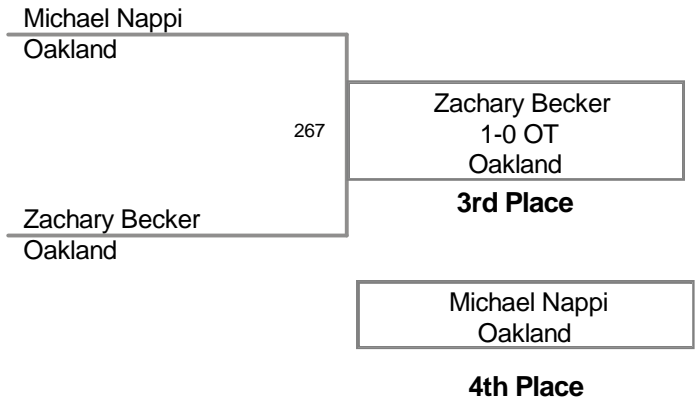 Michael Nappi
Oakland
267
Zachary Becker
1-0 OT
Oakland
3rd Place
Zachary Becker
Oakland
Michael Nappi
Oakland
4th Place